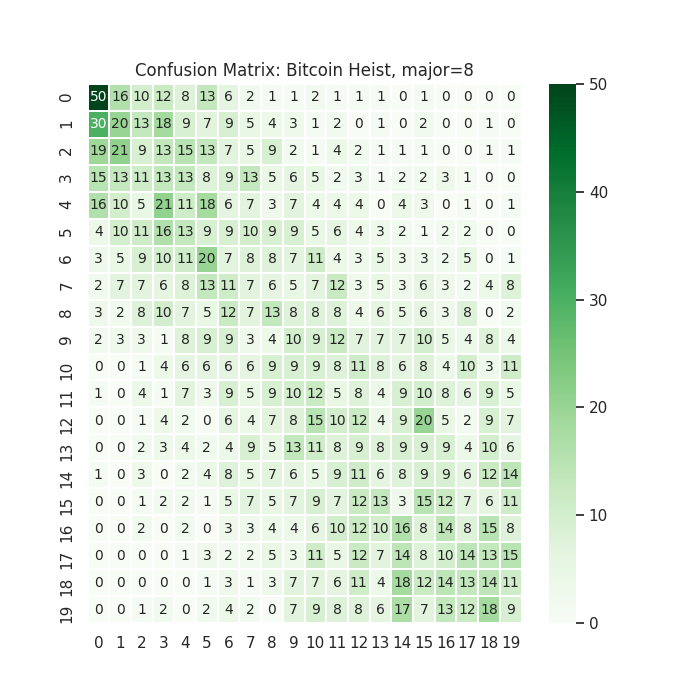 Confusion Matrix: Bitcoin Heist, major=8
0 50 16 10 12 8 13 6 2 1 1 2 1 1 1 0 1 0 0 0 0
1 30 20 13 18 9 7 9 5 4 3 1 2 0 1 0 2 0 0 1 0
2 19 21 9 13 15 13 7 5 9 2 1 4 2 1 1 1 0 0 1 1
3 15 13 11 13 13 8 9 13 5 6 5 2 3 1 2 2 3 1 0 0
4 16 10 5 21 11 18 6 7 3 7 4 4 4 0 4 3 0 1 0 1
5 4 10 11 16 13 9 9 10 9 9 5 6 4 3 2 1 2 2 0 0
6 3 5 9 10 11 20 7 8 8 7 11 4 3 5 3 3 2 5 0 1
7 2 7 7 6 8 13 11 7 6 5 7 12 3 5 3 6 3 2 4 8
8 3 2 8 10 7 5 12 7 13 8 8 8 4 6 5 6 3 8 0 2
9 2 3 3 1 8 9 9 3 4 10 9 12 7 7 7 10 5 4 8 4
10 0 0 1 4 6 6 6 6 9 9 9 8 11 8 6 8 4 10 3 11
11 1 0 4 1 7 3 9 5 9 10 12 5 8 4 9 10 8 6 9 5
12 0 0 1 4 2 0 6 4 7 8 15 10 12 4 9 20 5 2 9 7
13 0 0 2 3 4 2 4 9 5 13 11 8 9 8 9 9 9 4 10 6
14 1 0 3 0 2 4 8 5 7 6 5 9 11 6 8 9 9 6 12 14
15 0 0 1 2 2 1 5 7 5 7 9 7 12 13 3 15 12 7 6 11
16 0 0 2 0 2 0 3 3 4 4 6 10 12 10 16 8 14 8 15 8
17 0 0 0 0 1 3 2 2 5 3 11 5 12 7 14 8 10 14 13 15
18 0 0 0 0 0 1 3 1 3 7 7 6 11 4 18 12 14 13 14 11
19 0 0 1 2 0 2 4 2 0 7 9 8 8 6 17 7 13 12 18 9
0 1 2 3 4 5 6 7 8 9 10 11 12 13 14 15 16 17 18 19
50
40
30
20
10
0